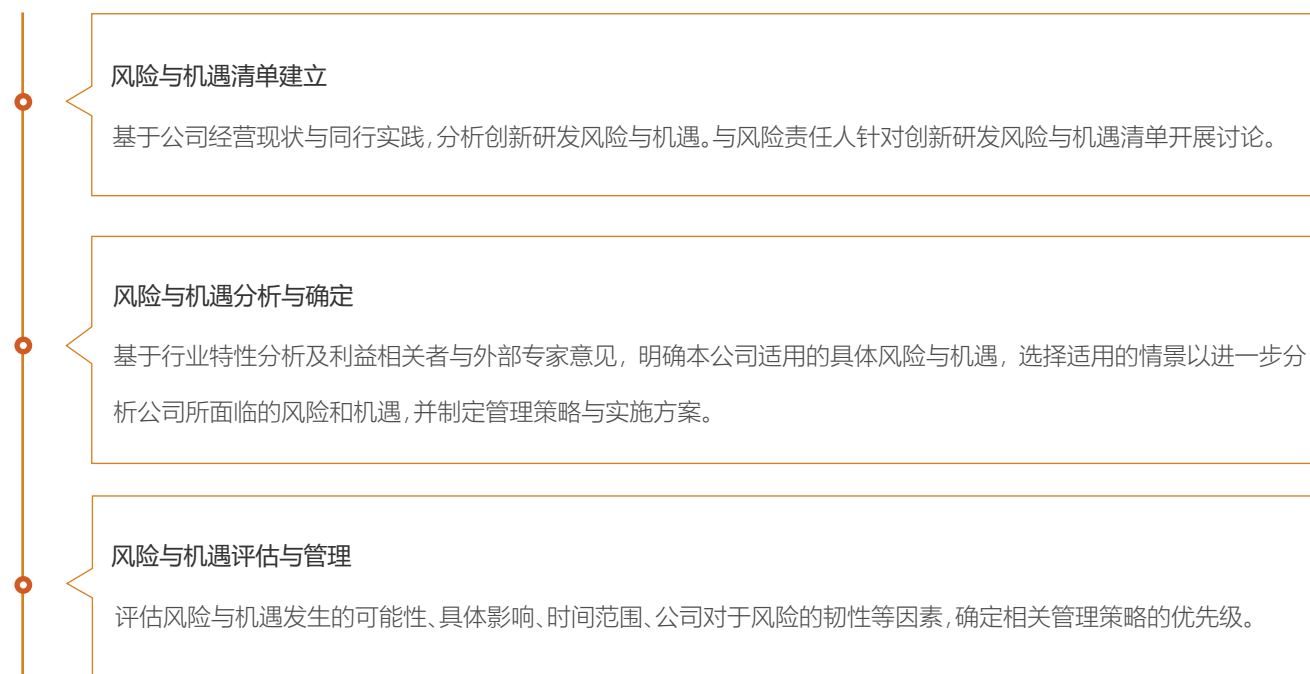 风险与机遇清单建立
基于公司经营现状与同行实践,分析创新研发风险与机遇。与风险责任人针对创新研发风险与机遇清单开展讨论。
风险与机遇分析与确定
基于行业特性分析及利益相关者与外部专家意见，明确本公司适用的具体风险与机遇，选择适用的情景以进一步分
析公司所面临的风险和机遇,并制定管理策略与实施方案。
风险与机遇评估与管理
评估风险与机遇发生的可能性、具体影响、时间范围、公司对于风险的韧性等因素,确定相关管理策略的优先级。